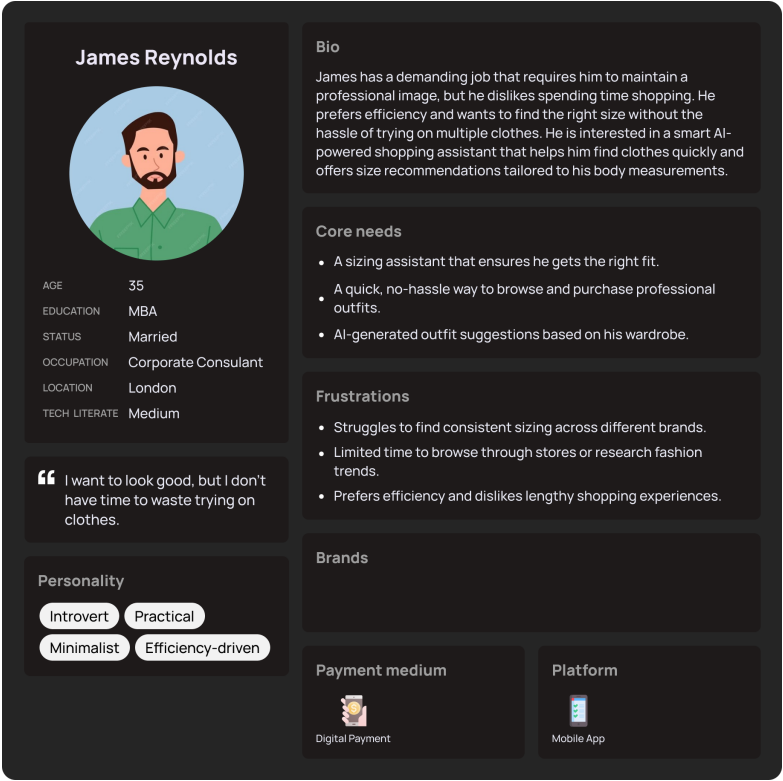 James Reynolds
AGE 35
EDUCATION MBA
STATUS Married
OCCUPATION Corporate Consulant
LOCATION London
TECH LITERATE Medium
“ I want to look good, but I don't
have time to waste trying on
clothes.
Personality
Introvert Practical
Minimalist Efficiency-driven
Bio
James has a demanding job that requires him to maintain a
professional image, but he dislikes spending time shopping. He
prefers efficiency and wants to find the right size without the
hassle of trying on multiple clothes. He is interested in a smart AI-
powered shopping assistant that helps him find clothes quickly and
offers size recommendations tailored to his body measurements.
Core needs
• A sizing assistant that ensures he gets the right fit.
• A quick, no-hassle way to browse and purchase professional
outfits.
• AI-generated outfit suggestions based on his wardrobe.
Frustrations
• Struggles to find consistent sizing across different brands.
• Limited time to browse through stores or research fashion
trends.
• Prefers efficiency and dislikes lengthy shopping experiences.
Brands
Payment medium
$
Digital Payment
Platform
Mobile App